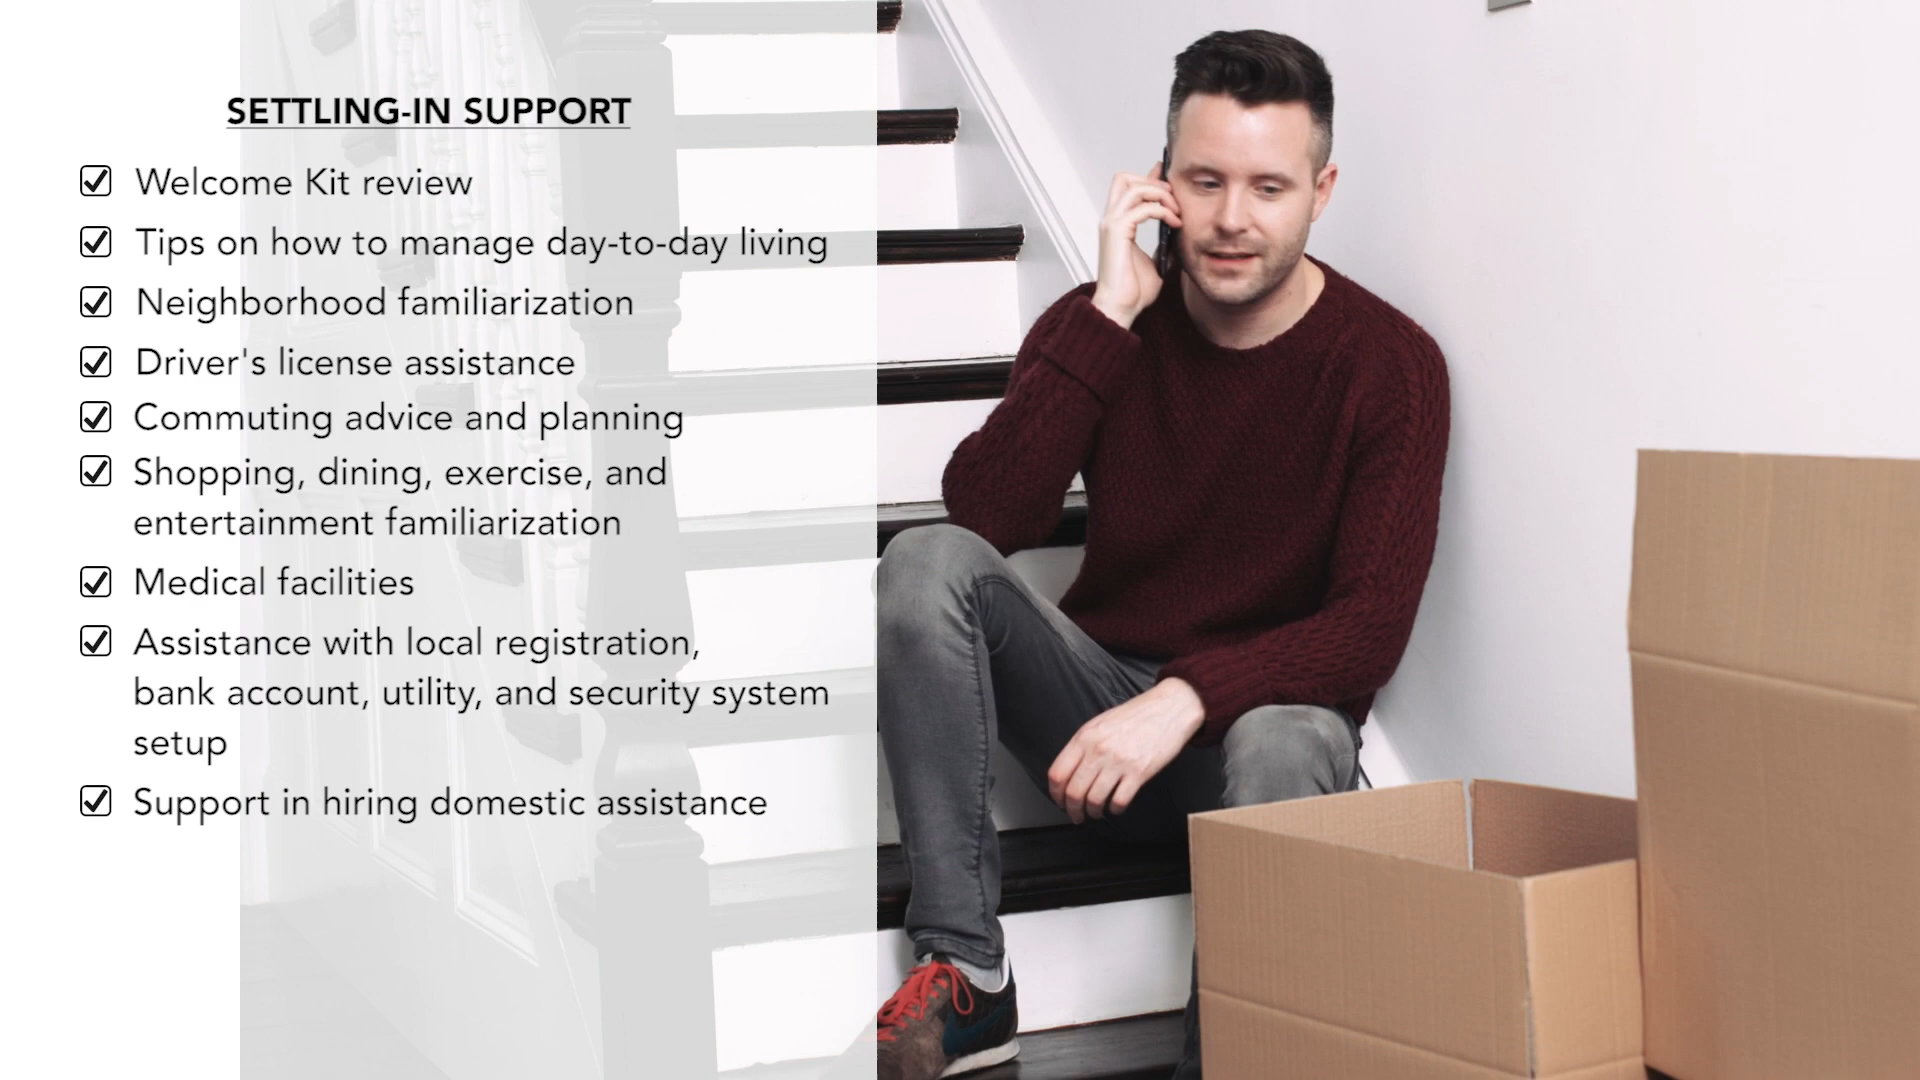 SETTLING-IN SUPPORT
Welcome Kit review
Tips on how to manage day-to-day living
Neighborhood familiarization
Driver's license assistance
Commuting advice and planning
Shopping, dining, exercise, and
entertainment familiarization
Medical facilities
Assistance with local registration,
bank account, utility, and security system
setup
Support in hiring domestic assistance